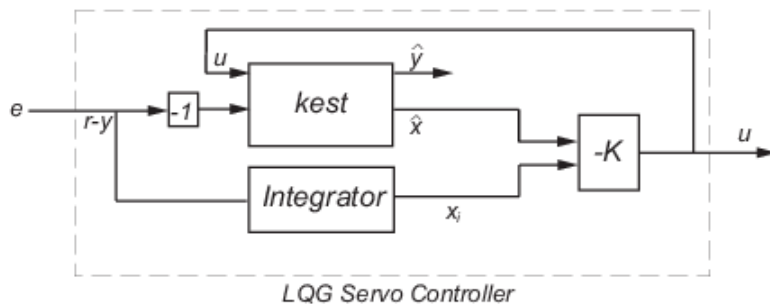 u
ŷ
e
r-y
-1
kest
x̂
-K
u
Integrator
xᵢ
LQG Servo Controller